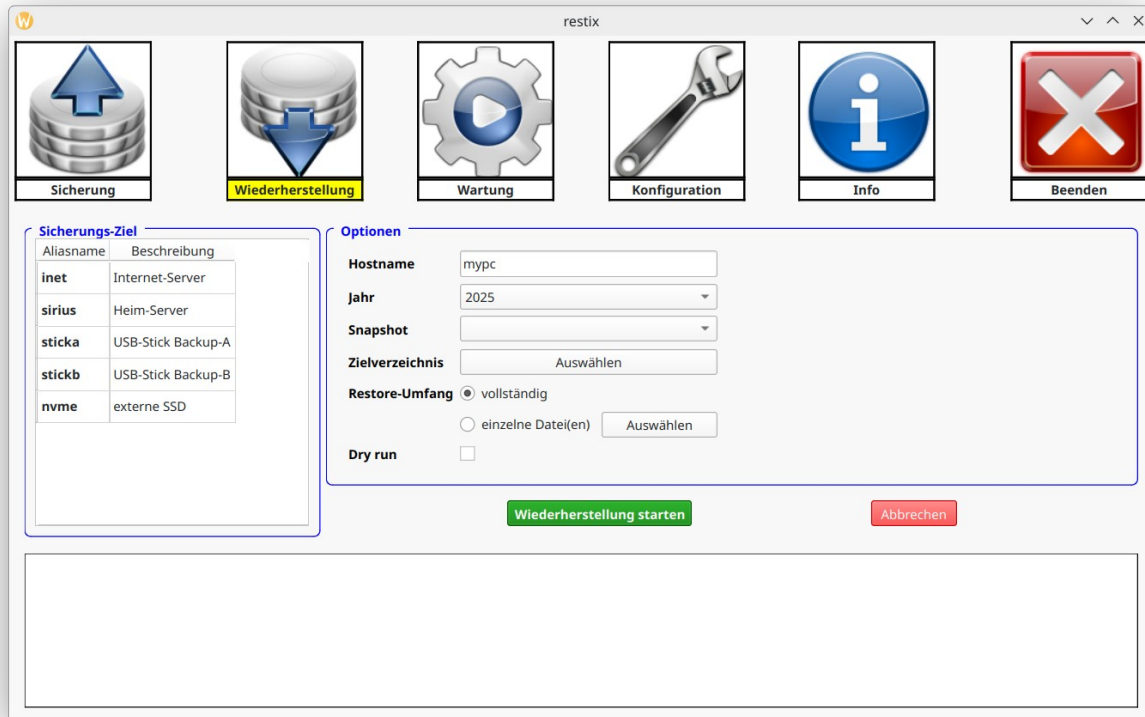 restix
Sicherung
Wiederherstellung
Wartung
Konfiguration
Info
Beenden
Sicherungs-Ziel
Aliasname Beschreibung
inet Internet-Server
sirius Heim-Server
sticka USB-Stick Backup-A
stickb USB-Stick Backup-B
nvme externe SSD
Optionen
Hostname mypc
Jahr 2025
Snapshot
Zielverzeichnis Auswählen
Restore-Umfang vollständig
einzelne Datei(en) Auswählen
Dry run
Wiederherstellung starten
Abbrechen